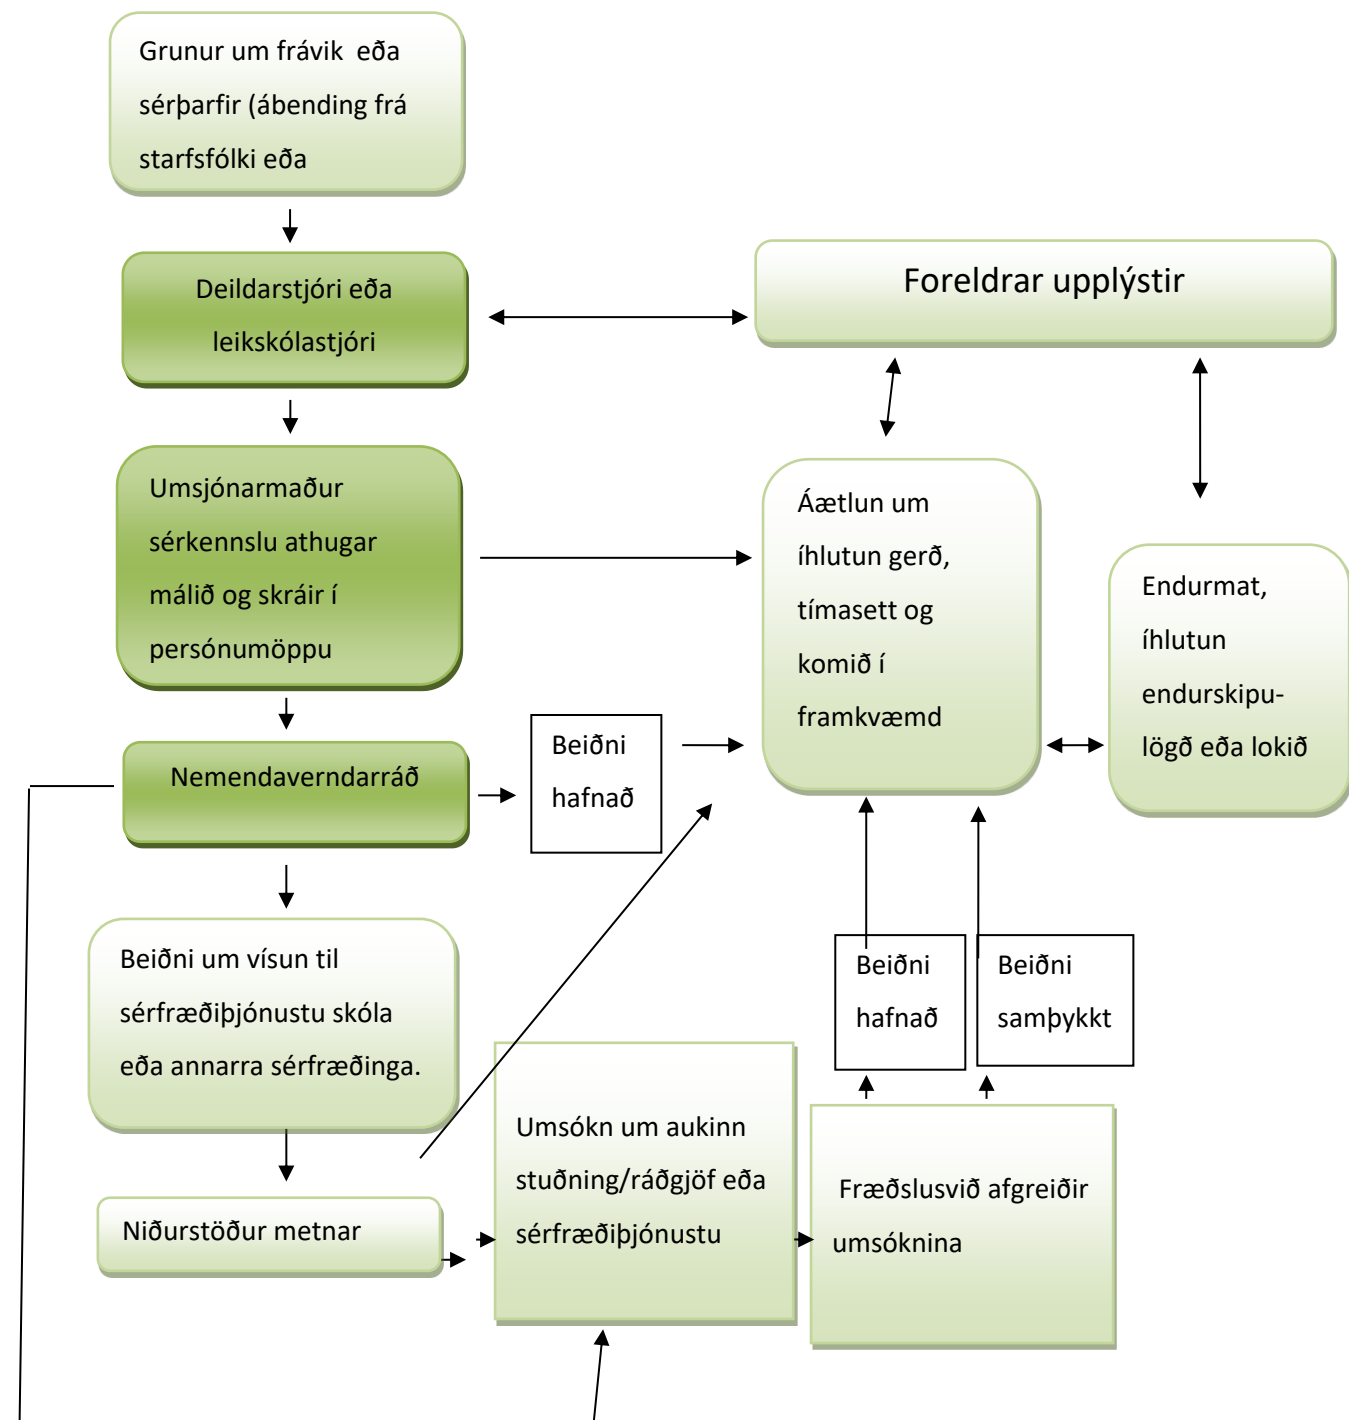 Grunur um frávik eða
sérþarfir (ábending frá
starfsfólki eða
Deildarstjóri eða
leikskólastjóri
Foreldrar upplýstir
Umsjónarmaður
sérkennslu athugar
málið og skráir í
persónumöppu
Áætlun um
íhlutun gerð,
tímasett og
komið í
framkvæmd
Endurmat,
íhlutun
endurskipu-
lögð eða lokið
Nemendaverndarráð
Beiðni
hafnað
Beiðni um vísun til
sérfræðiþjónustu skóla
eða annarra sérfræðinga.
Beiðni
hafnað
Beiðni
samþykkt
Niðurstöður metnar
Umsókn um aukinn
stuðning/ráðgjöf eða
sérfræðiþjónustu
Fræðslusvið afgreiðir
umsóknina